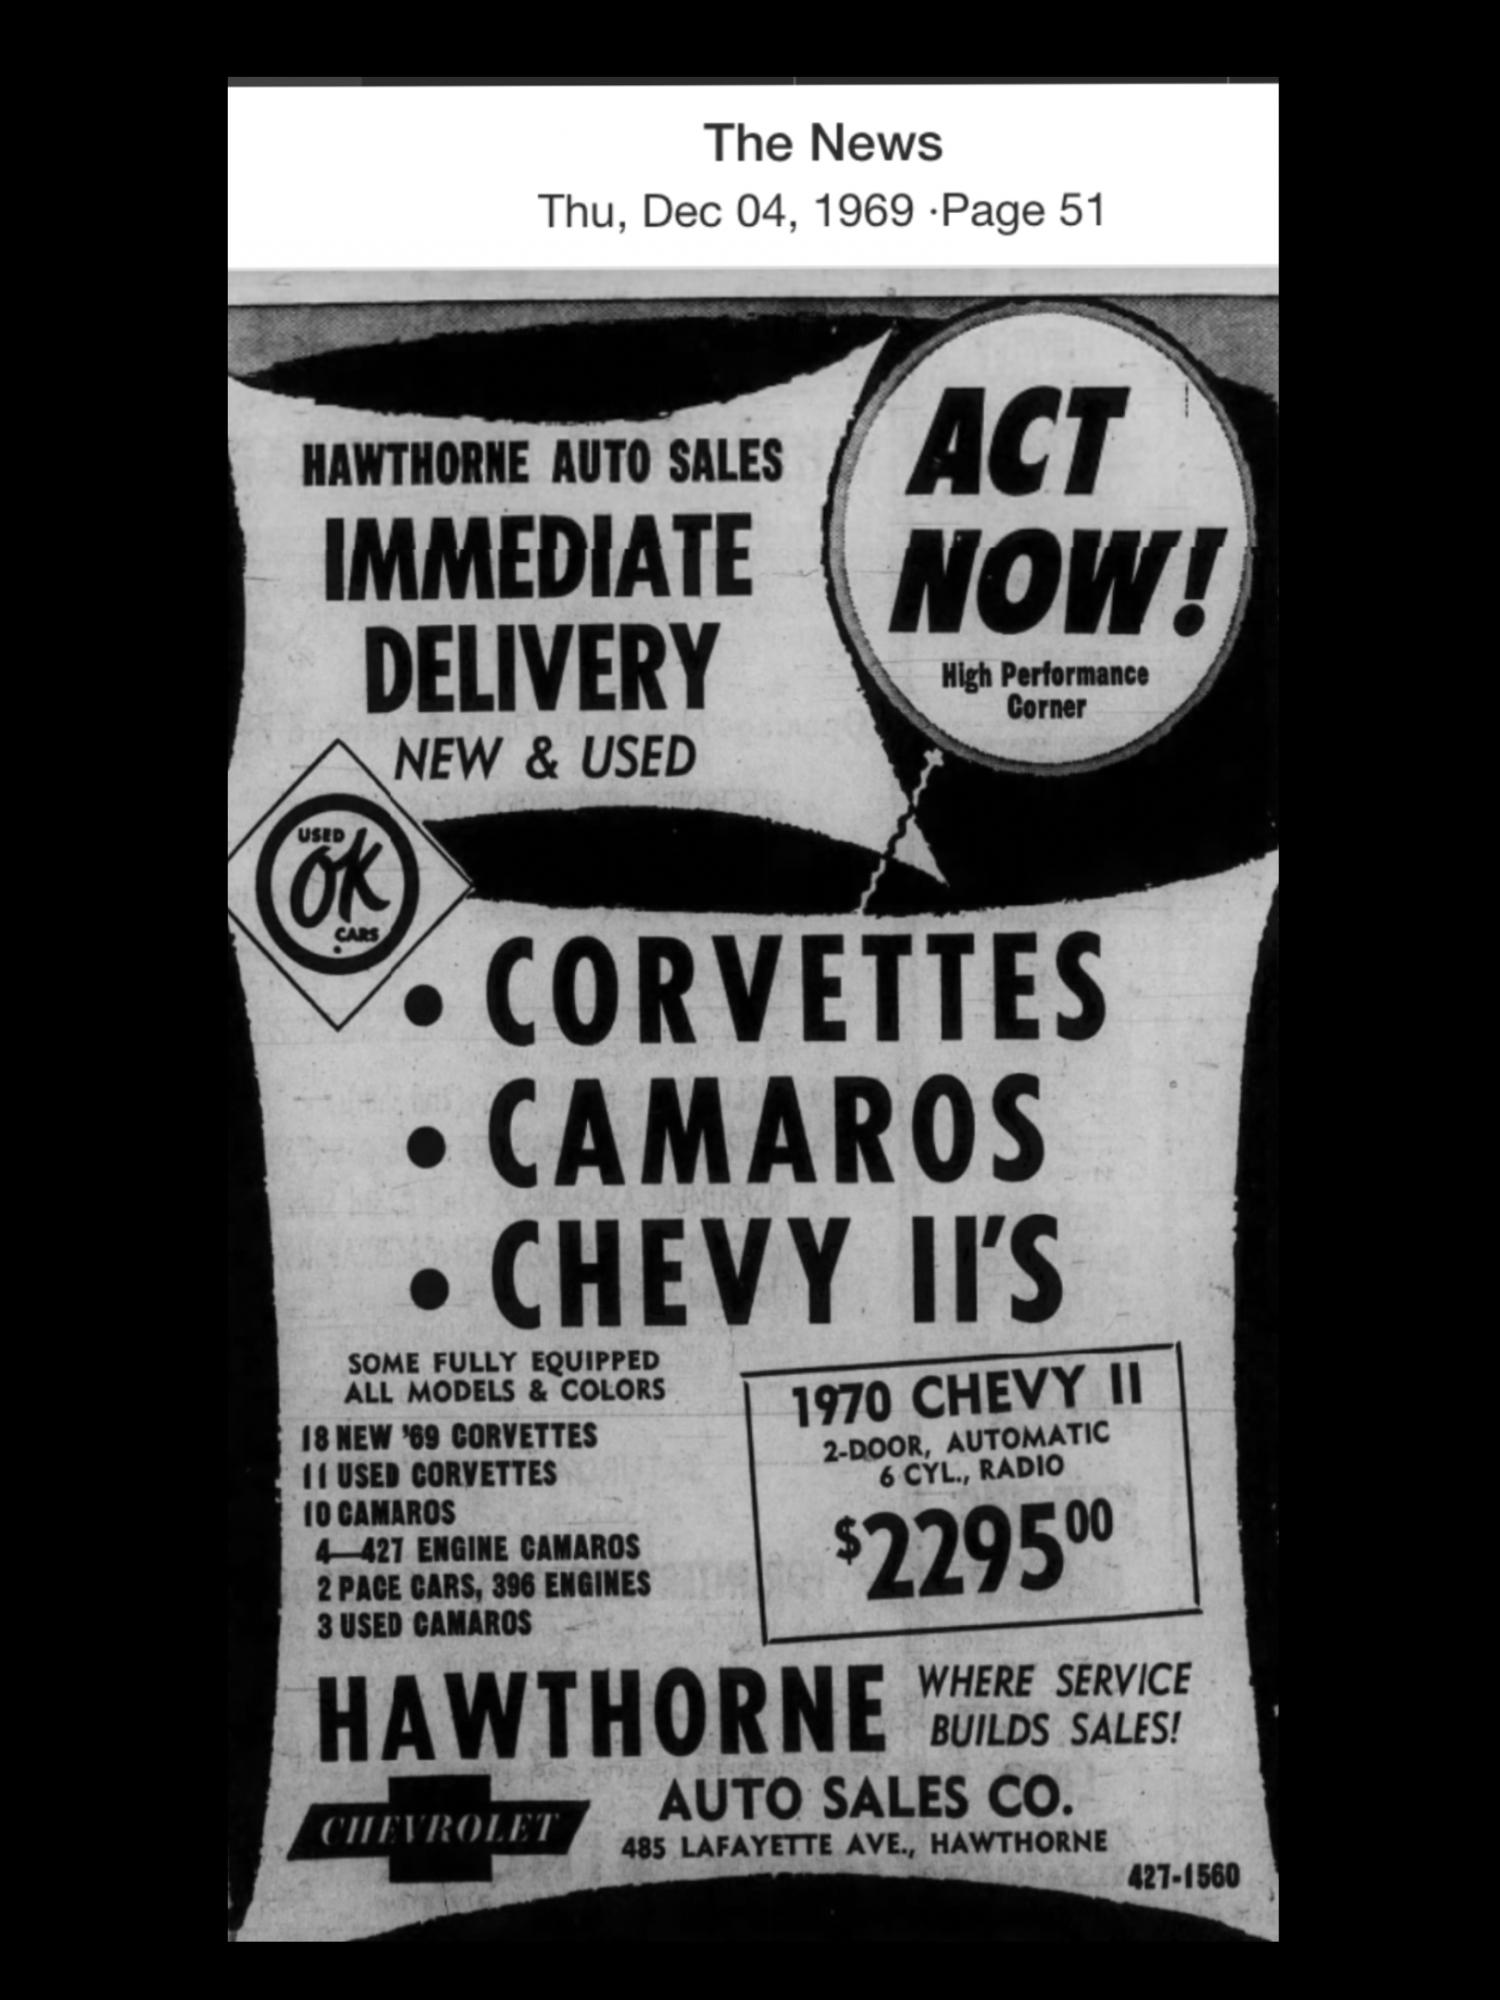 The News
Thu, Dec 04, 1969 ·Page 51
HAWTHORNE AUTO SALES
IMMEDIATE
DELIVERY
NEW & USED
ACT
NOW!
High Performance
Corner
USED
OK
CARS
• CORVETTES
• CAMAROS
• CHEVY II'S
SOME FULLY EQUIPPED
ALL MODELS & COLORS
18 NEW '69 CORVETTES
11 USED CORVETTES
10 CAMAROS
4—427 ENGINE CAMAROS
2 PACE CARS, 396 ENGINES
3 USED CAMAROS
1970 CHEVY II
2-DOOR, AUTOMATIC
6 CYL., RADIO
$229500
HAWTHORNE
WHERE SERVICE
BUILDS SALES!
CHEVROLET
AUTO SALES CO.
485 LAFAYETTE AVE., HAWTHORNE
427-1560